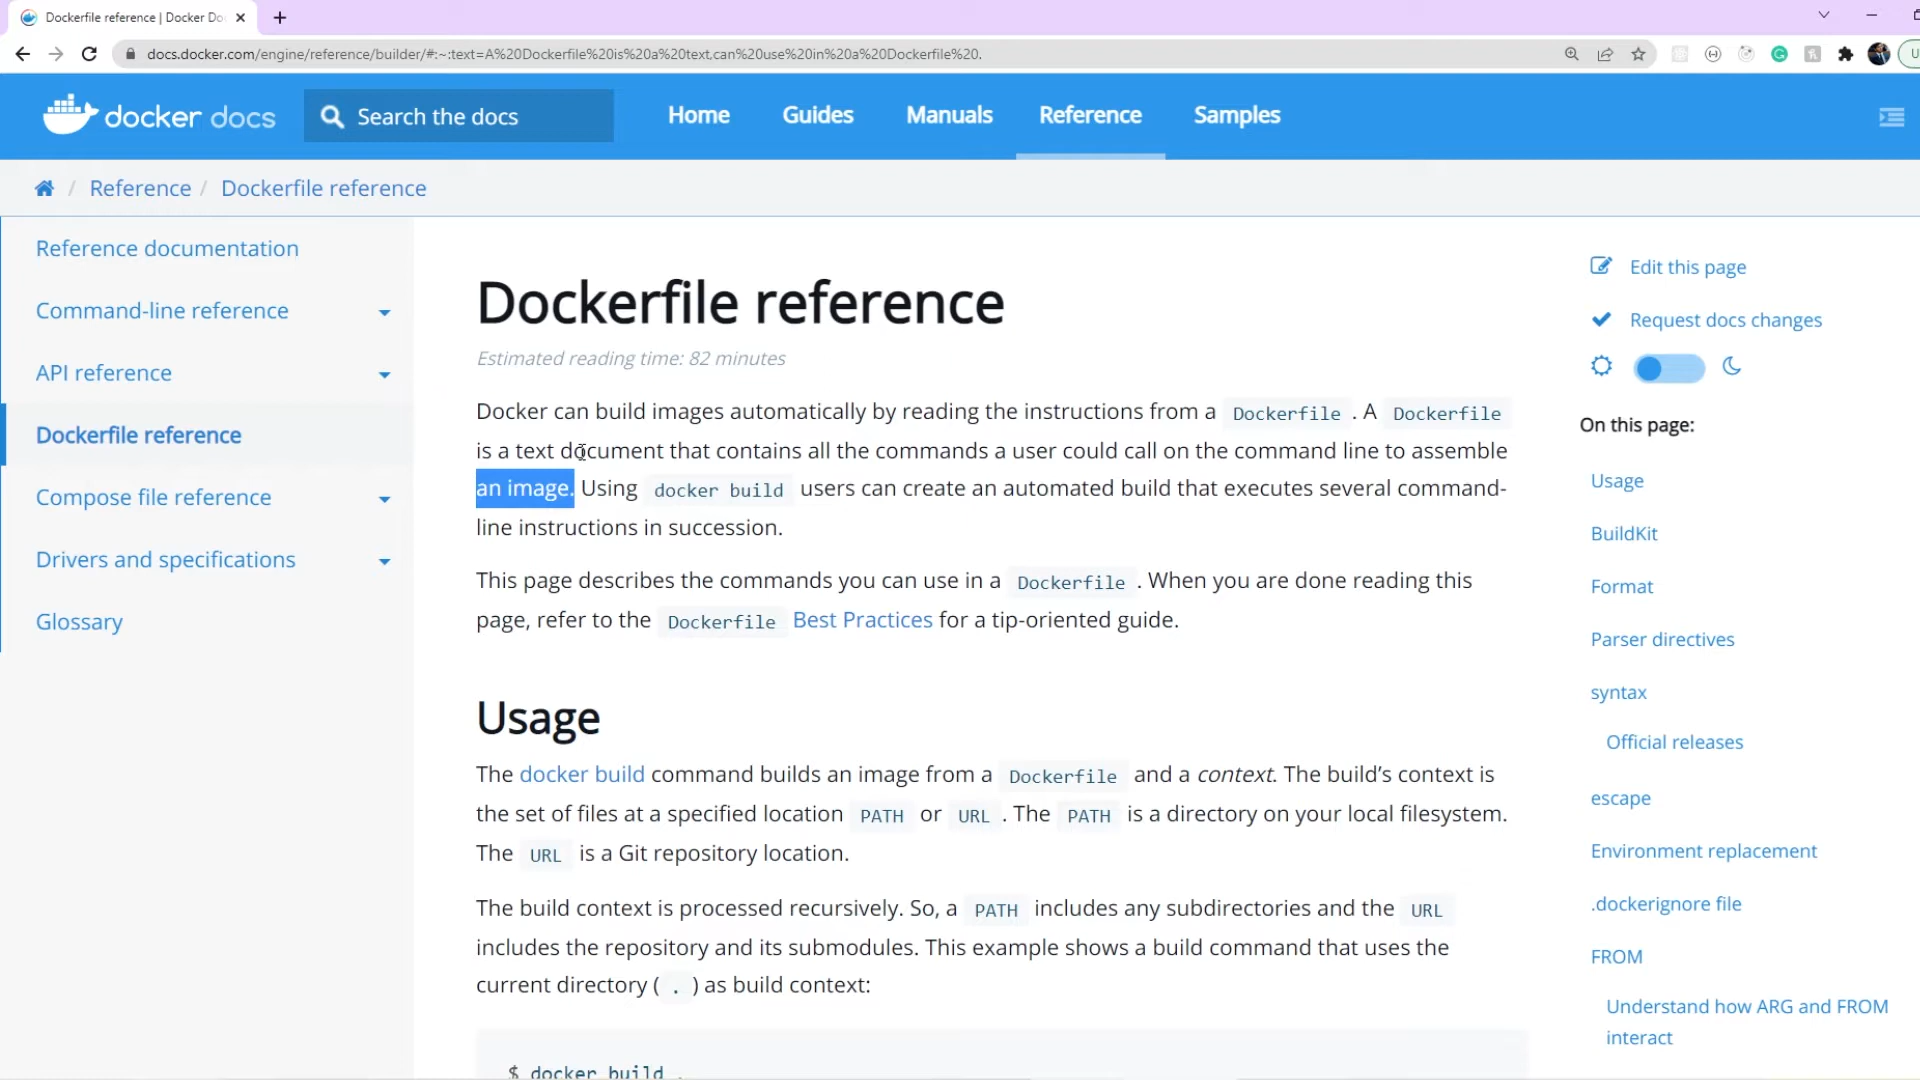 Dockerfile reference | Docker Do
docs.docker.com/engine/reference/builder/#:~:text=A%20Dockerfile%20is%20a%20text,can%20use%20in%20a%20Dockerfile%20.
docker docs
Search the docs
Home
Guides
Manuals
Reference
Samples
/ Reference / Dockerfile reference
Reference documentation
Command-line reference
API reference
Dockerfile reference
Compose file reference
Drivers and specifications
Glossary
Dockerfile reference
Estimated reading time: 82 minutes
Docker can build images automatically by reading the instructions from a Dockerfile . A Dockerfile
is a text document that contains all the commands a user could call on the command line to assemble
an image. Using docker build users can create an automated build that executes several command-
line instructions in succession.
This page describes the commands you can use in a Dockerfile . When you are done reading this
page, refer to the Dockerfile Best Practices for a tip-oriented guide.
Usage
The docker build command builds an image from a Dockerfile and a context. The build’s context is
the set of files at a specified location PATH or URL . The PATH is a directory on your local filesystem.
The URL is a Git repository location.
The build context is processed recursively. So, a PATH includes any subdirectories and the URL
includes the repository and its submodules. This example shows a build command that uses the
current directory ( . ) as build context:
$ docker build .
Edit this page
Request docs changes
On this page:
Usage
BuildKit
Format
Parser directives
syntax
Official releases
escape
Environment replacement
.dockerignore file
FROM
Understand how ARG and FROM
interact